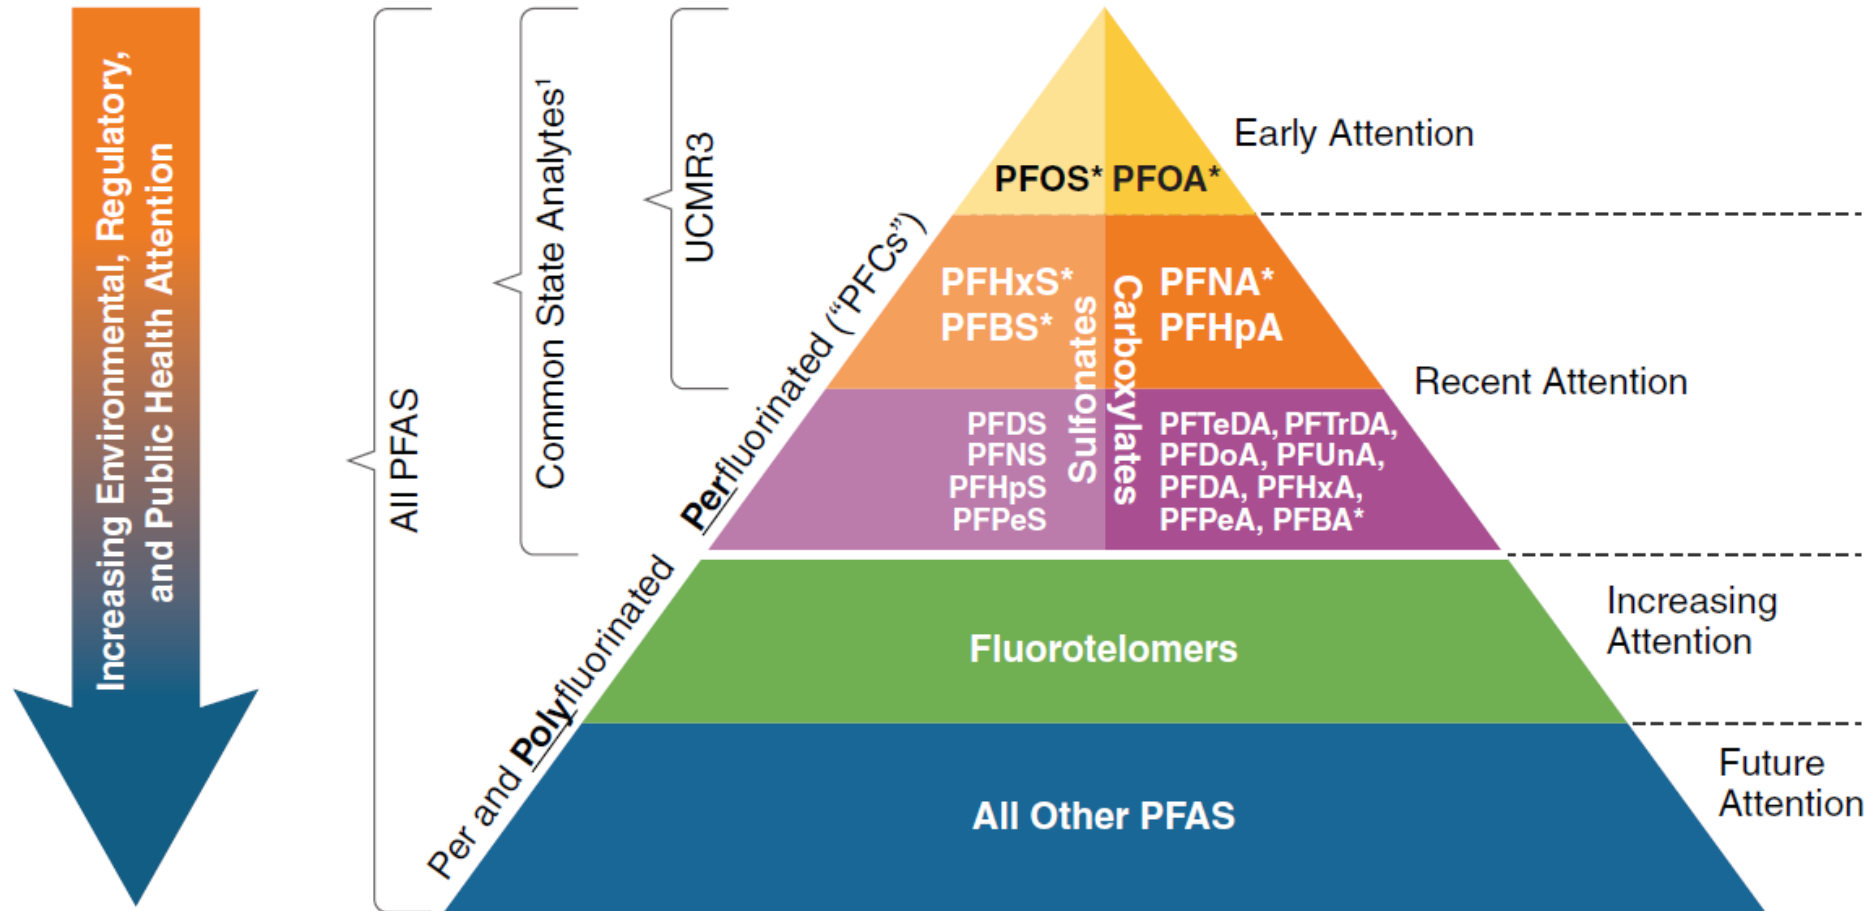 Increasing Environmental, Regulatory,
and Public Health Attention
All PFAS
Common State Analytes¹
UCMR3
Perfluorinated (“PFCs”)
Per and Polyfluorinated
PFOS* PFOA*
PFHxS*
PFBS*
Sulfonates
Carboxylates
PFNA*
PFHpA
PFDS
PFNS
PFHpS
PFPeS
PFTeDA, PFTrDA,
PFDoA, PFUnA,
PFDA, PFHxA,
PFPeA, PFBA*
Fluorotelomers
All Other PFAS
Early Attention
Recent Attention
Increasing
Attention
Future
Attention